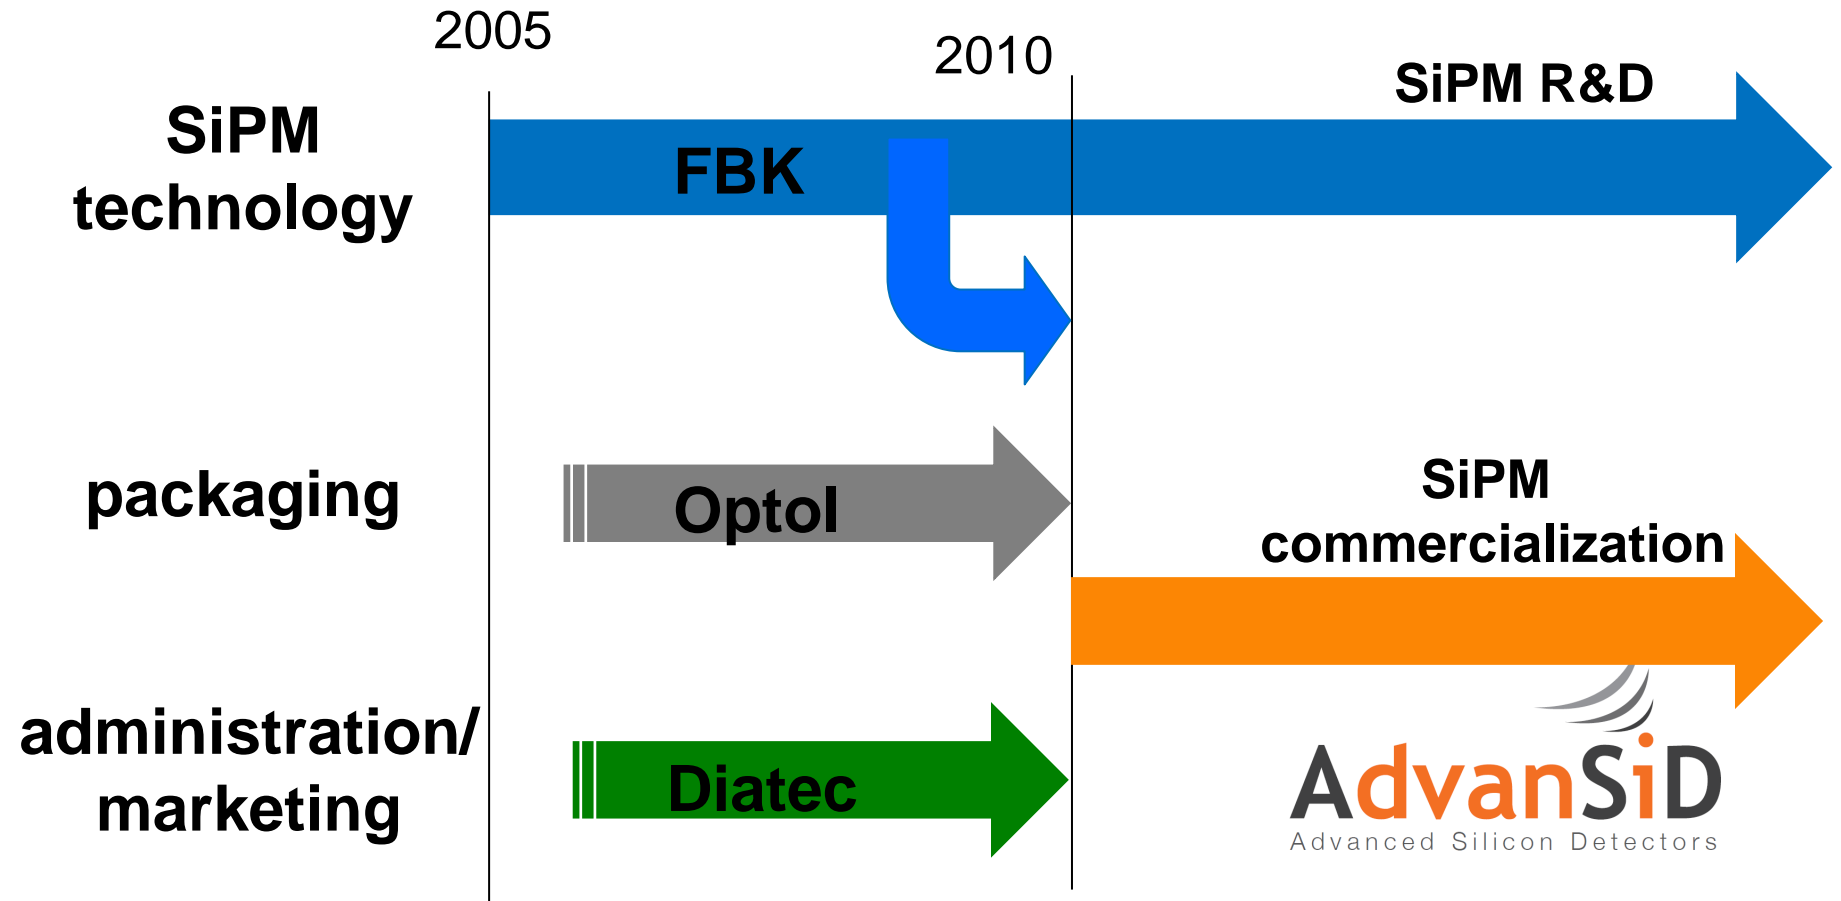 2005
2010
SiPM R&D
SiPM
technology
FBK
packaging
Optol
SiPM
commercialization
administration/
marketing
Diatec
AdvanSiD
Advanced Silicon Detectors